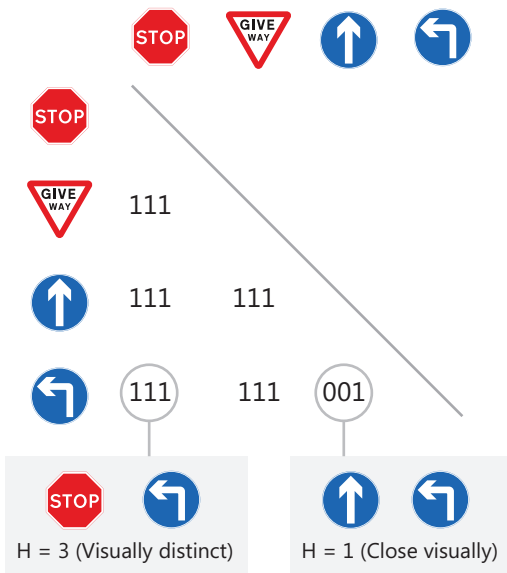 STOP GIVE WAY
STOP
GIVE WAY 111
111 111
111 111 001
STOP
H = 3 (Visually distinct) H = 1 (Close visually)